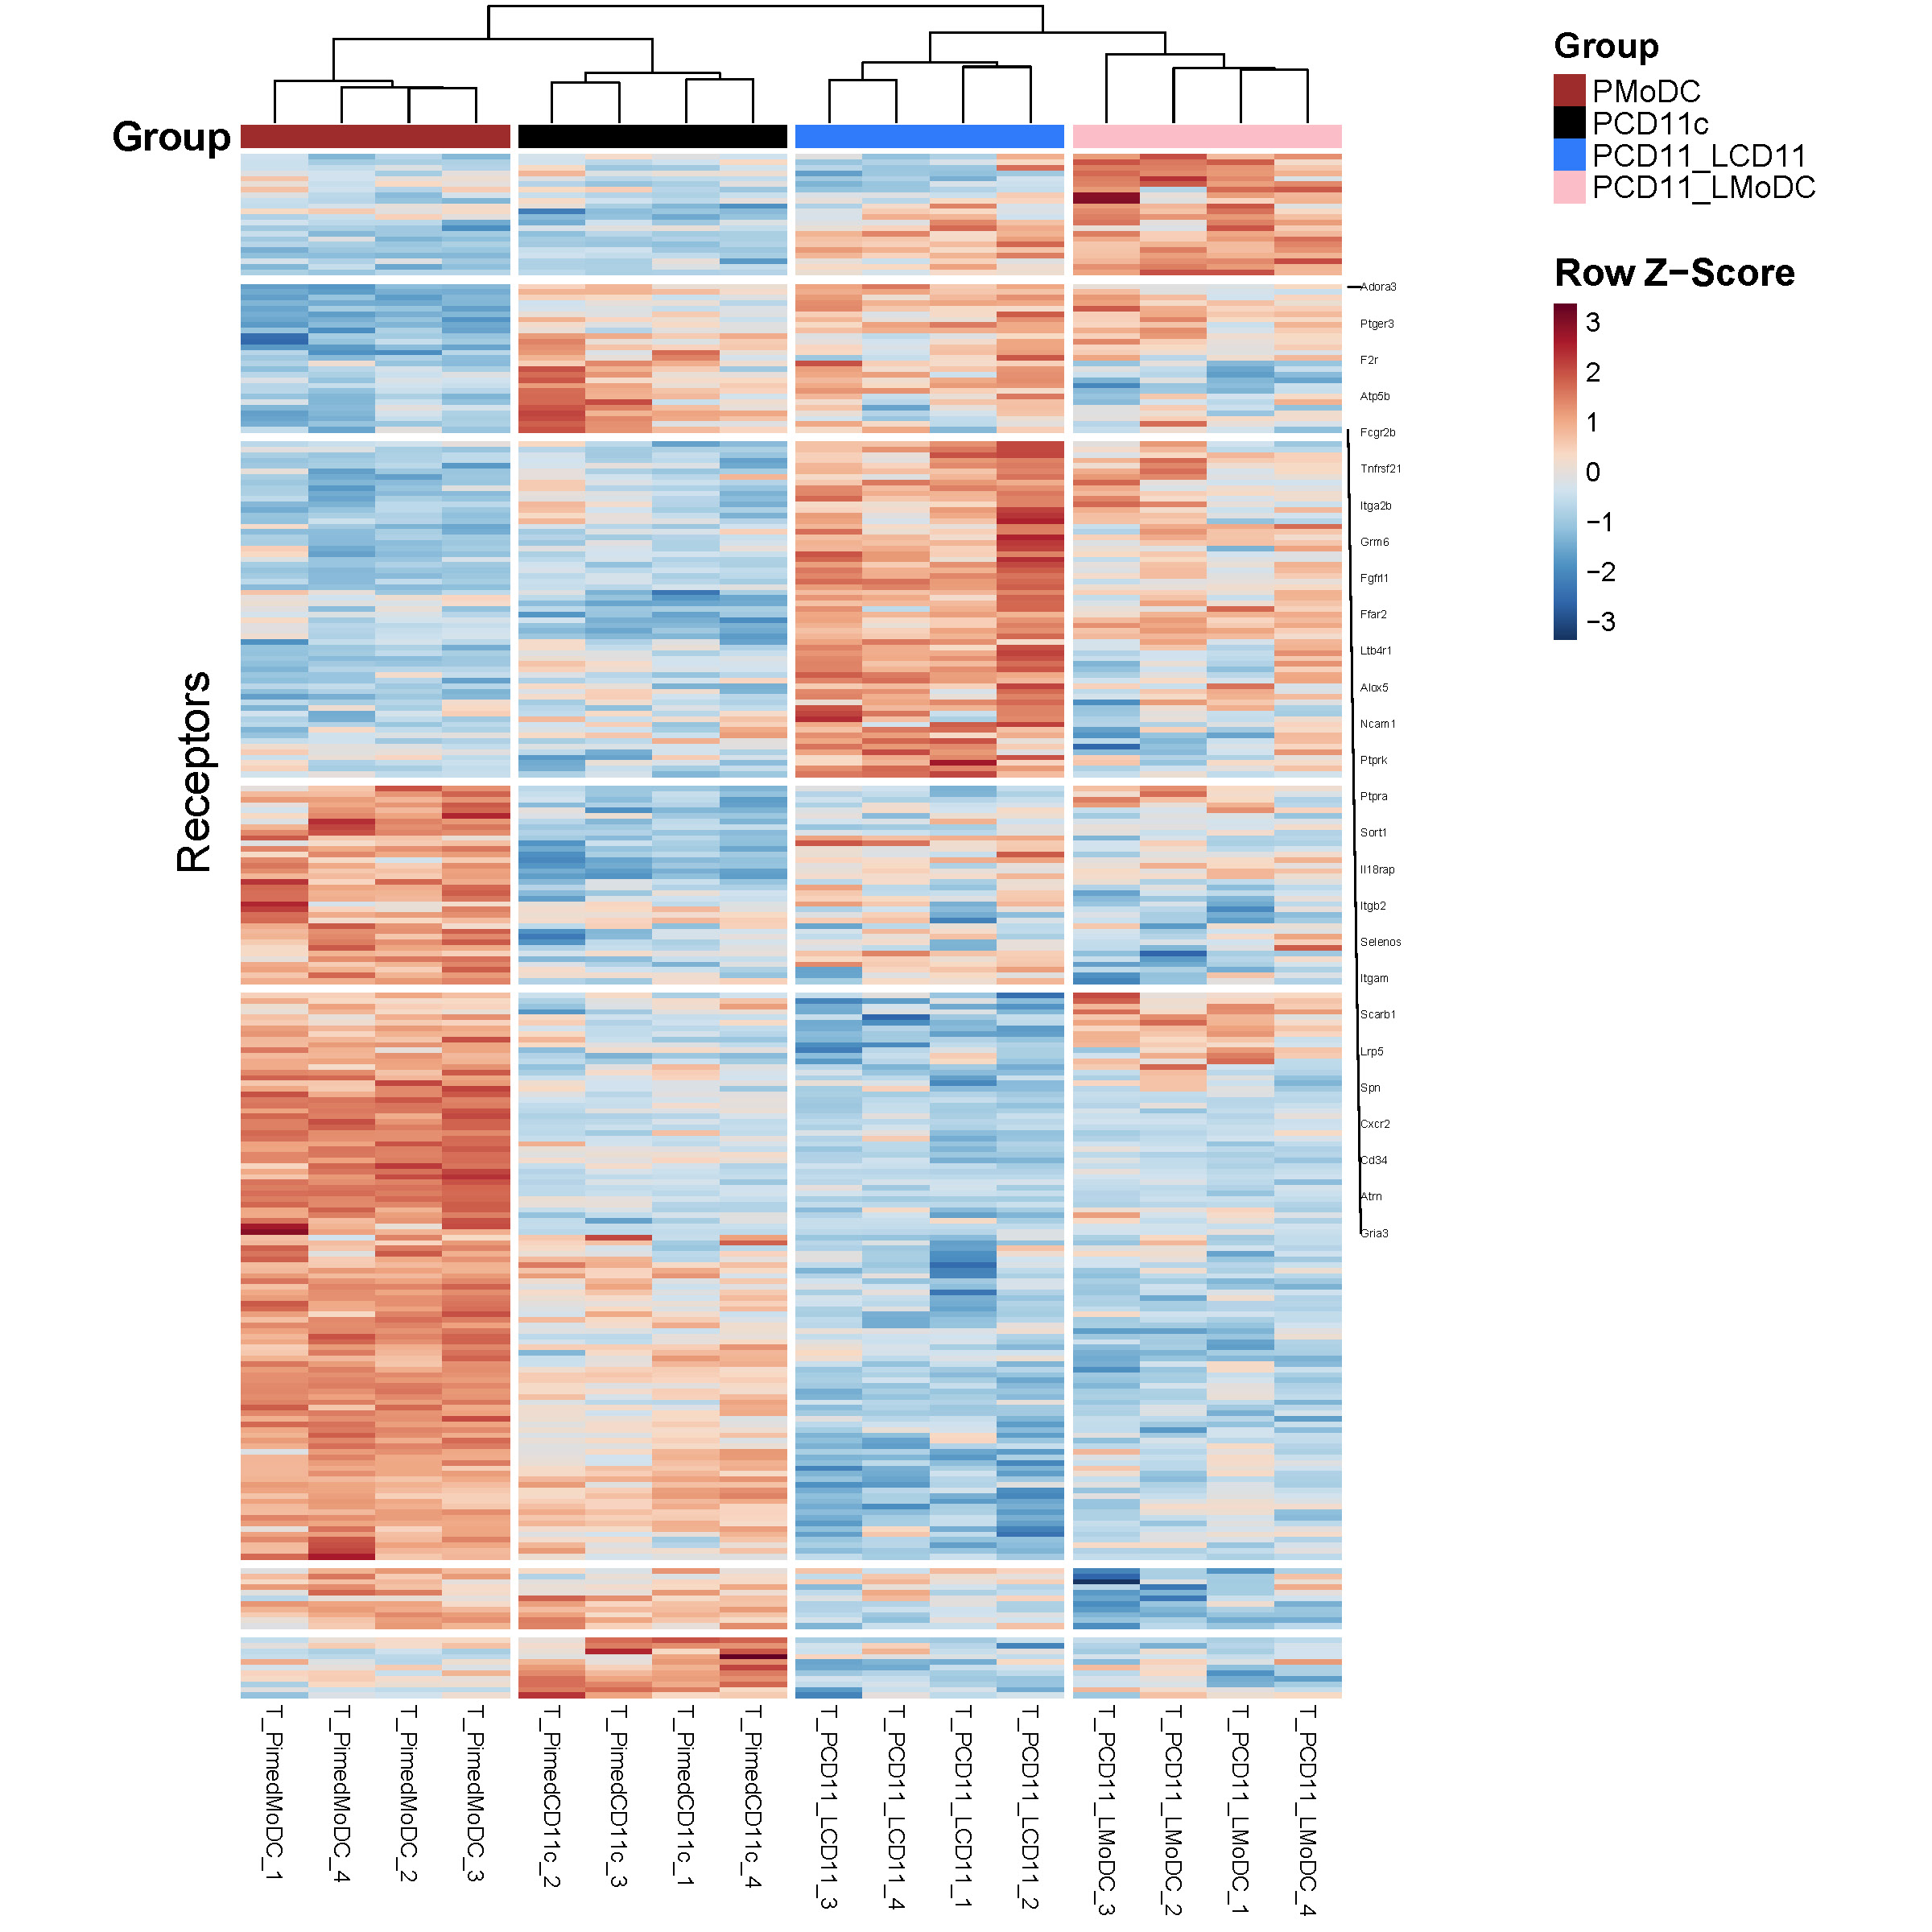 Group
PMoDC
PCD11c
PCD11_LCD11
PCD11_LMoDC
Group
Row Z−Score
3
2
1
0
−1
−2
−3
Adora3
Ptger3
F2r
Atp5b
Fcgr2b
Tnfrsf21
Itga2b
Grm6
Fgfrl1
Ffar2
Ltb4r1
Alox5
Ncam1
Ptprk
Ptpra
Sort1
Il18rap
Itgb2
Selenos
Itgam
Scarb1
Lrp5
Spn
Cxcr2
Cd34
Atrn
Gria3
Receptors
T_PimedMoDC_1
T_PimedMoDC_4
T_PimedMoDC_2
T_PimedMoDC_3
T_PimedCD11c_2
T_PimedCD11c_3
T_PimedCD11c_1
T_PimedCD11c_4
T_PCD11_LCD11_3
T_PCD11_LCD11_4
T_PCD11_LCD11_1
T_PCD11_LCD11_2
T_PCD11_LMoDC_3
T_PCD11_LMoDC_2
T_PCD11_LMoDC_1
T_PCD11_LMoDC_4